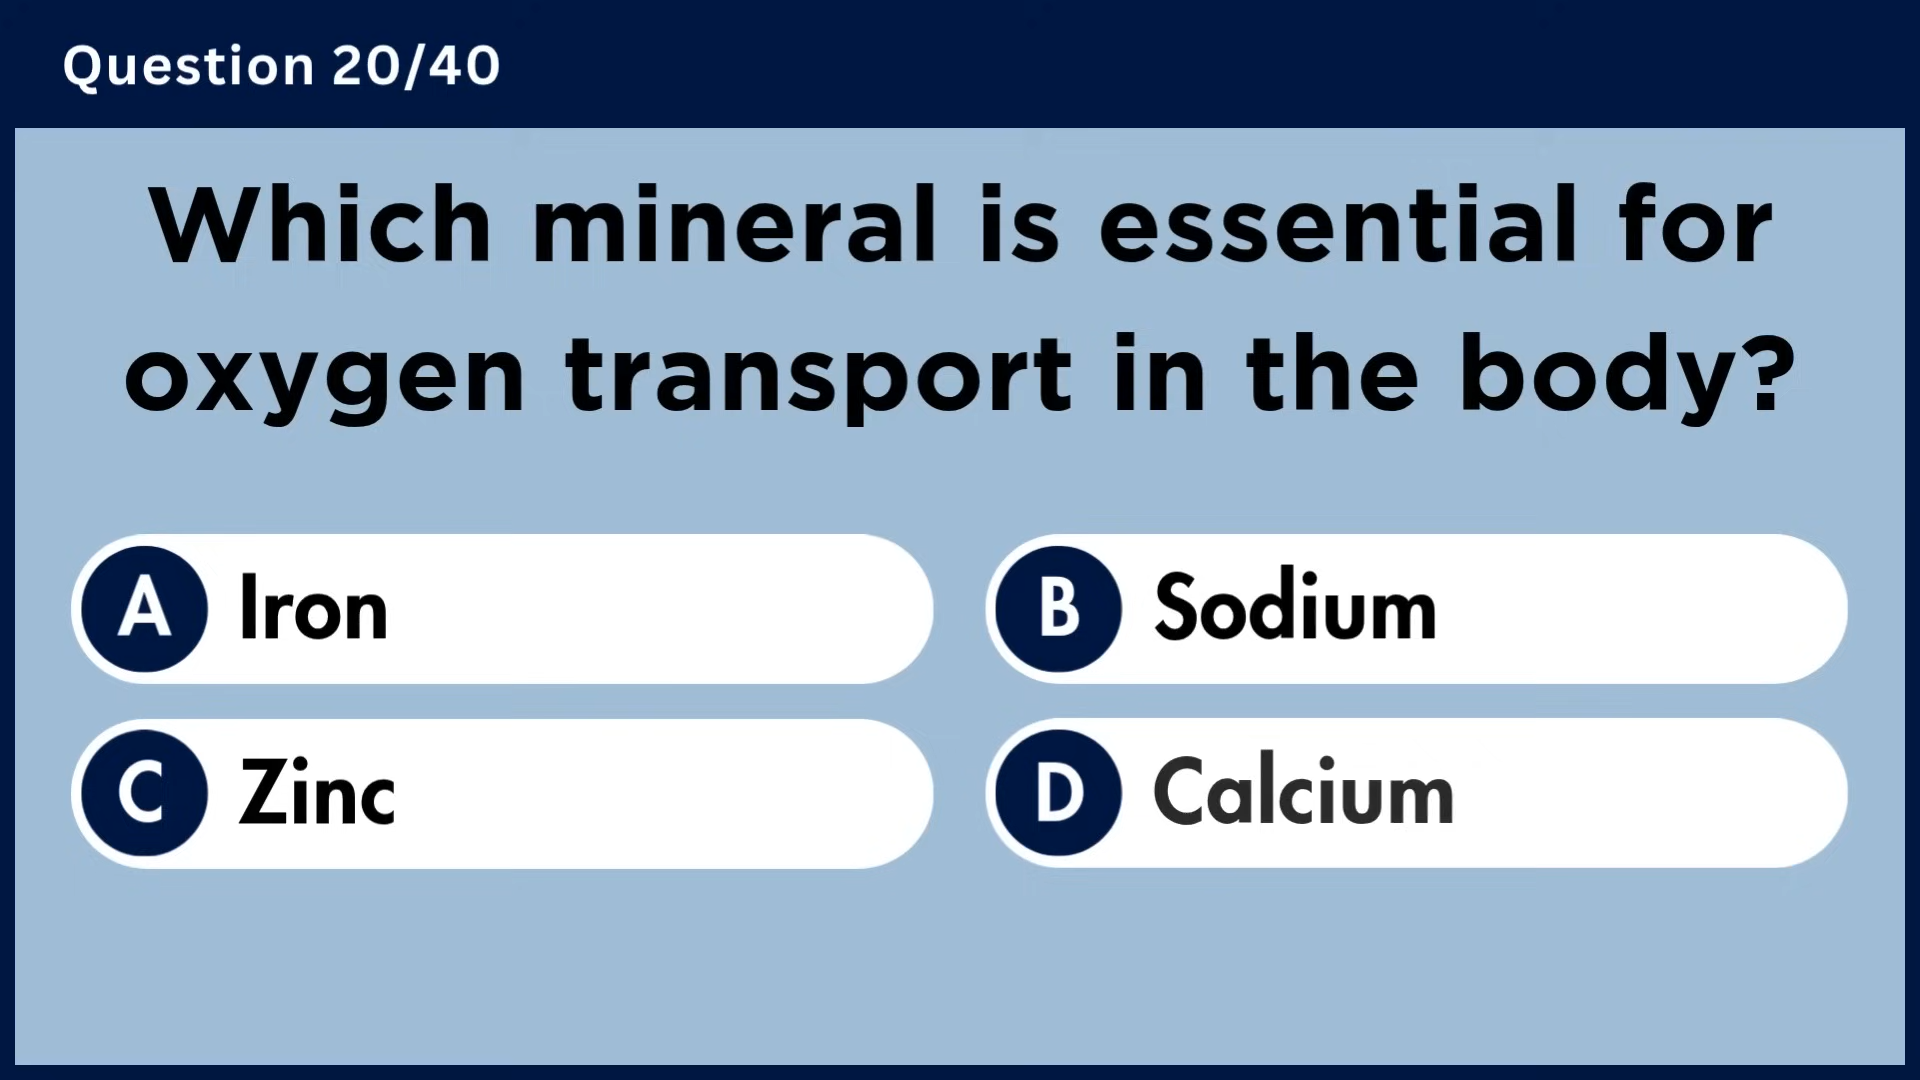 Question 20/40
Which mineral is essential for
oxygen transport in the body?
A Iron
B Sodium
C Zinc
D Calcium